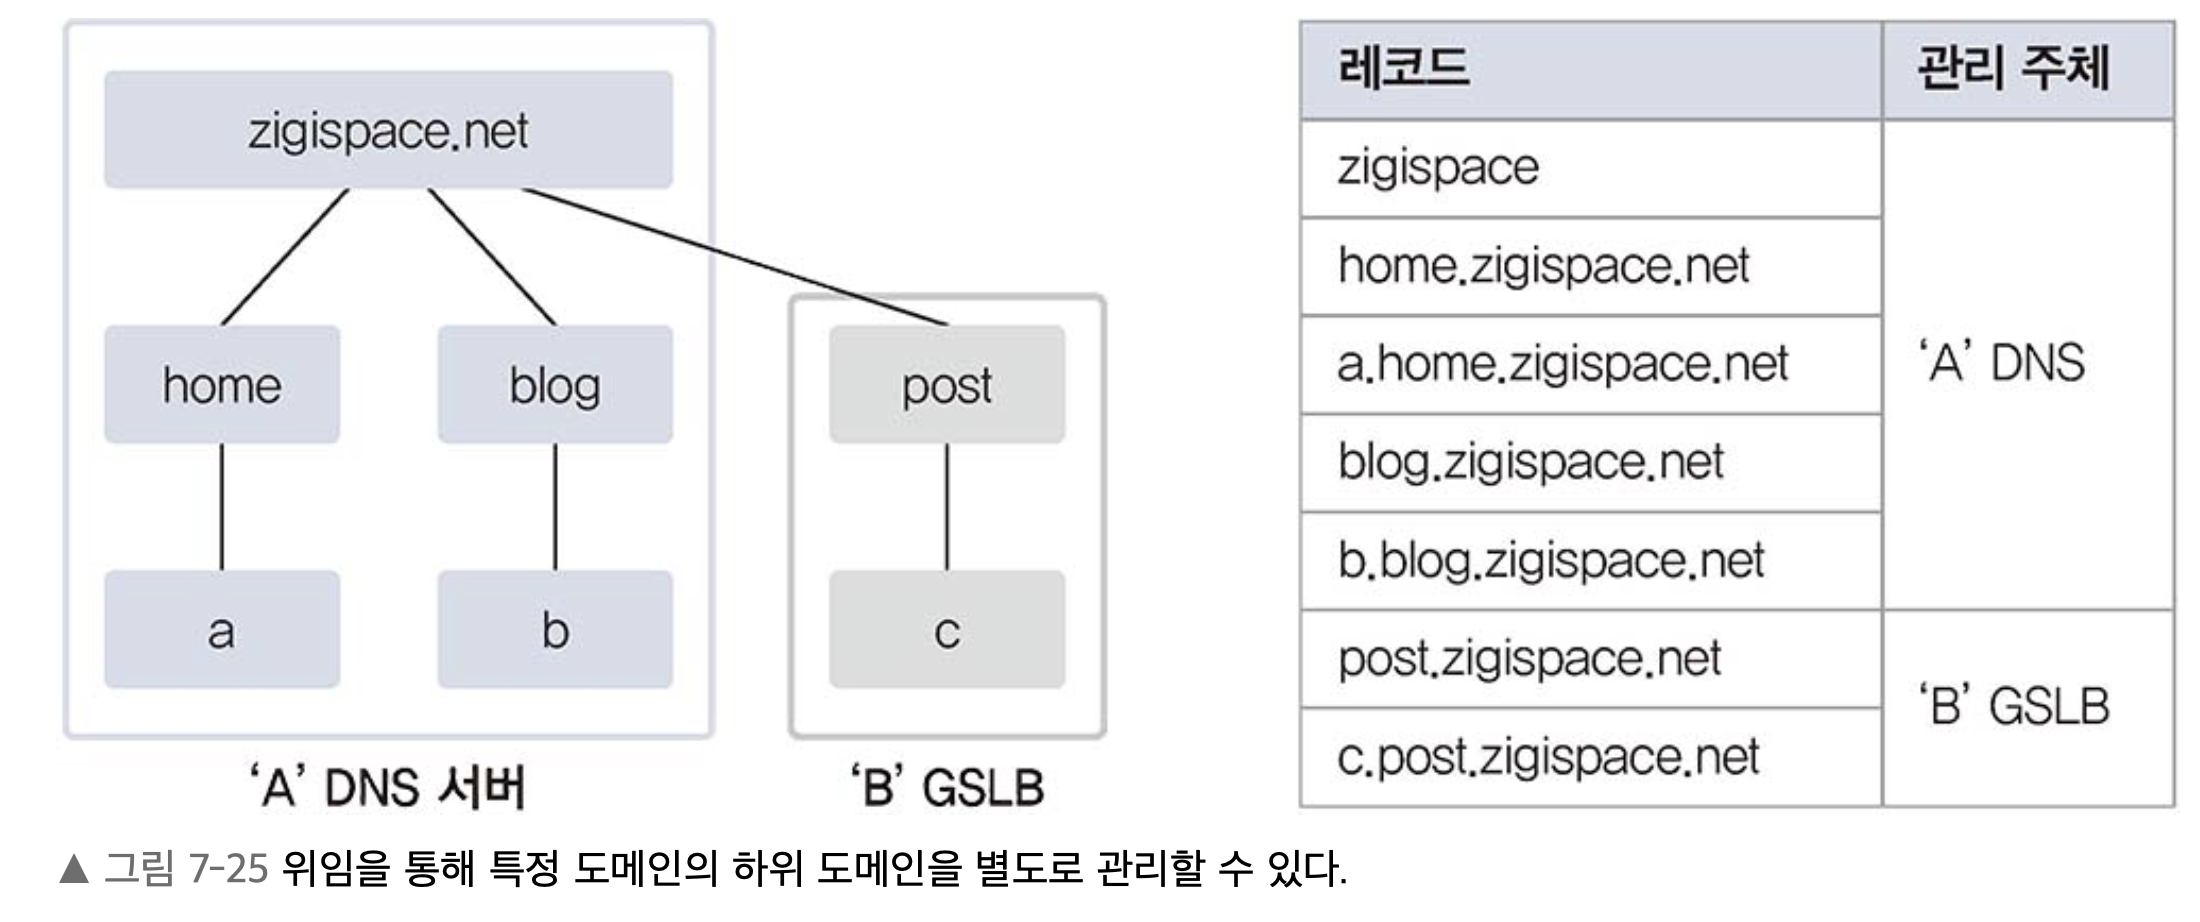 zigispace.net
home
blog
post
a
b
c
‘A’ DNS 서버
‘B’ GSLB
레코드
관리 주체
zigispace
home.zigispace.net
a.home.zigispace.net
blog.zigispace.net
b.blog.zigispace.net
‘A’ DNS
post.zigispace.net
c.post.zigispace.net
‘B’ GSLB
▲ 그림 7-25 위임을 통해 특정 도메인의 하위 도메인을 별도로 관리할 수 있다.